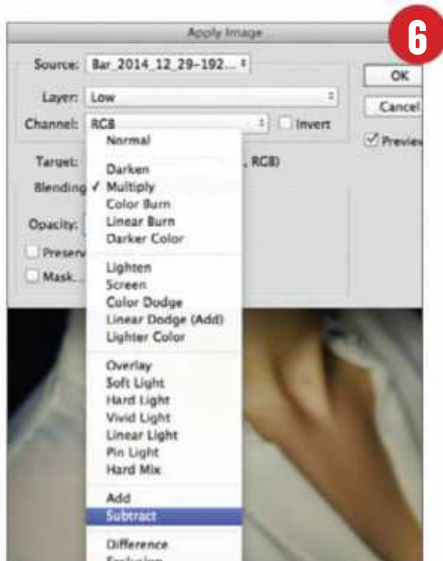 6
Apply Image
Source: Bar_2014_12_29-192...
OK
Layer: Low
Cancel
Channel: RGB Invert
Preview
Normal
Target: , RGB)
Darken
Blending ✓ Multiply
Color Burn
Opacity: Linear Burn
Darker Color
Preserv
Lighten
Mask...
Screen
Color Dodge
Linear Dodge (Add)
Lighter Color
Overlay
Soft Light
Hard Light
Vivid Light
Linear Light
Pin Light
Hard Mix
Add
Subtract
Difference
Exclusion